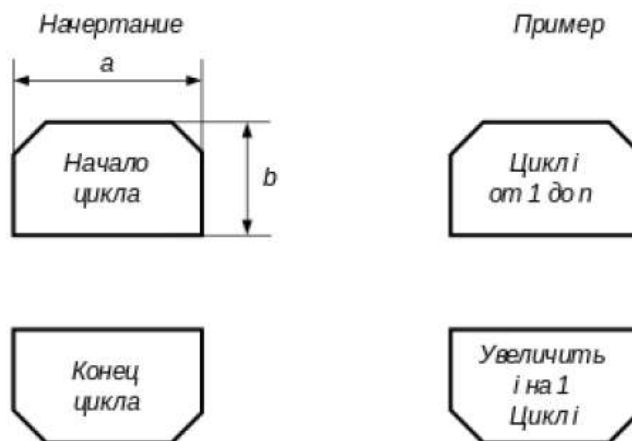 Начертание
Пример
a
Начало
цикла
b
Цикл i
от 1 до n
Конец
цикла
Увеличить
i на 1
Цикл i